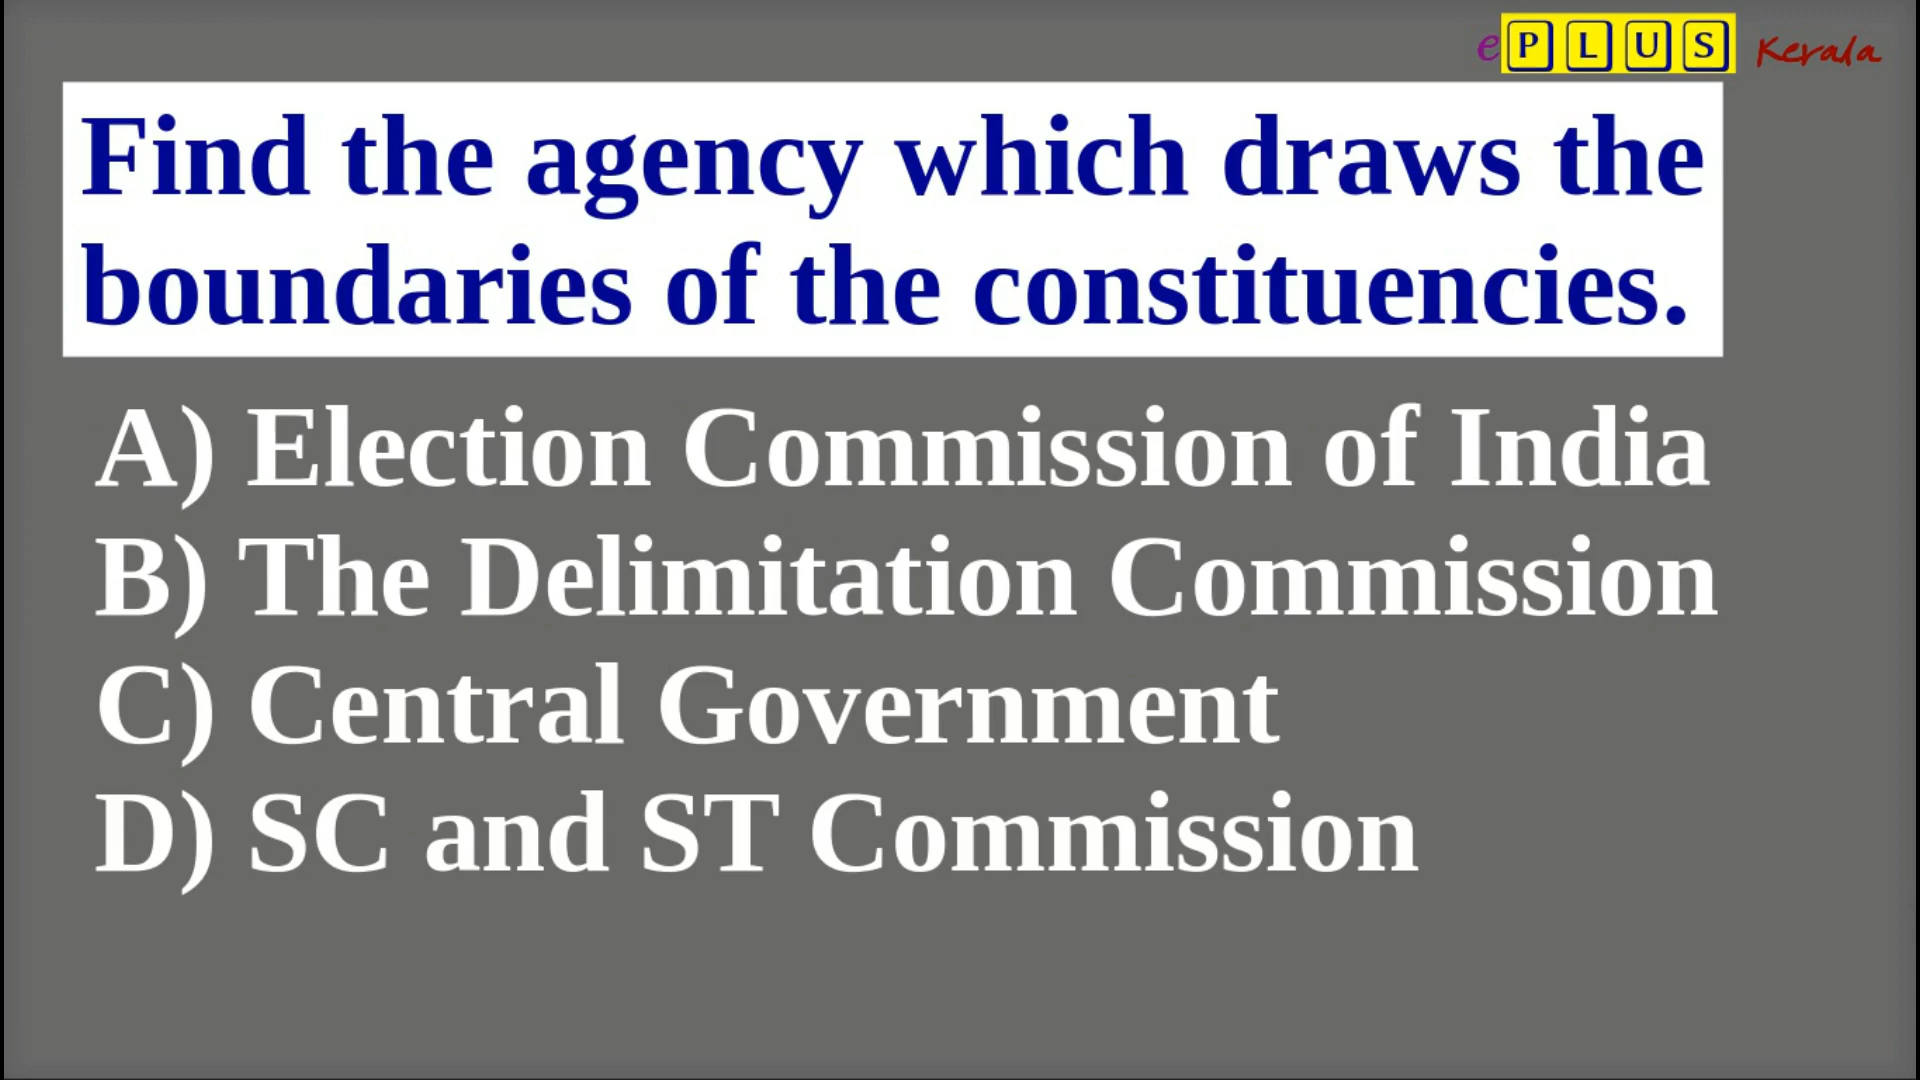 ePLUS Kerala
Find the agency which draws the
boundaries of the constituencies.
A) Election Commission of India
B) The Delimitation Commission
C) Central Government
D) SC and ST Commission